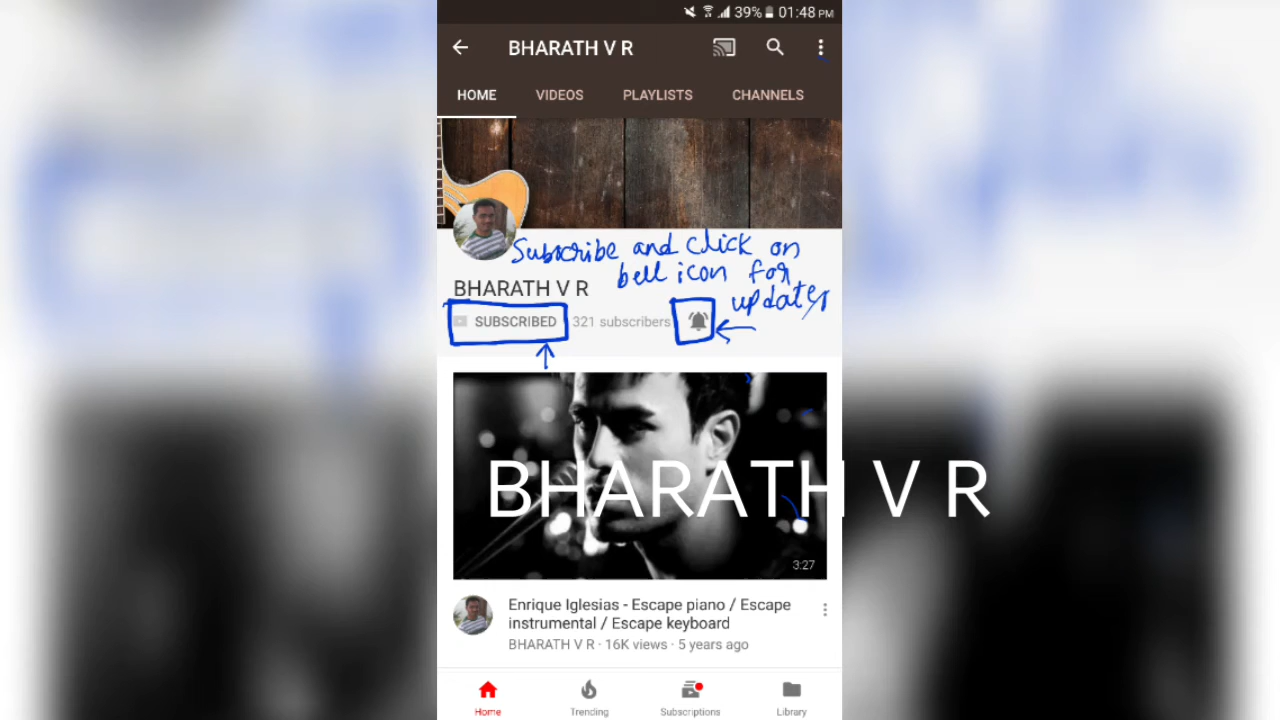 39% 01:48 PM
BHARATH V R
HOME VIDEOS PLAYLISTS CHANNELS
Subscribe and click on
bell icon for
updates
BHARATH V R
SUBSCRIBED 321 subscribers
BHARATH V R
3:27
Enrique Iglesias - Escape piano / Escape
instrumental / Escape keyboard
BHARATH V R · 16K views · 5 years ago
Home Trending Subscriptions Library